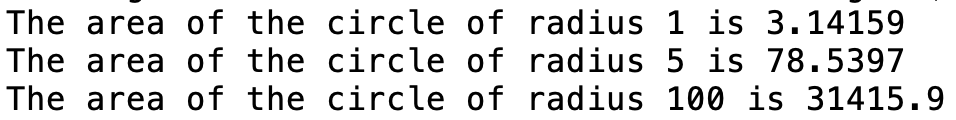 The area of the circle of radius 1 is 3.14159
The area of the circle of radius 5 is 78.5397
The area of the circle of radius 100 is 31415.9